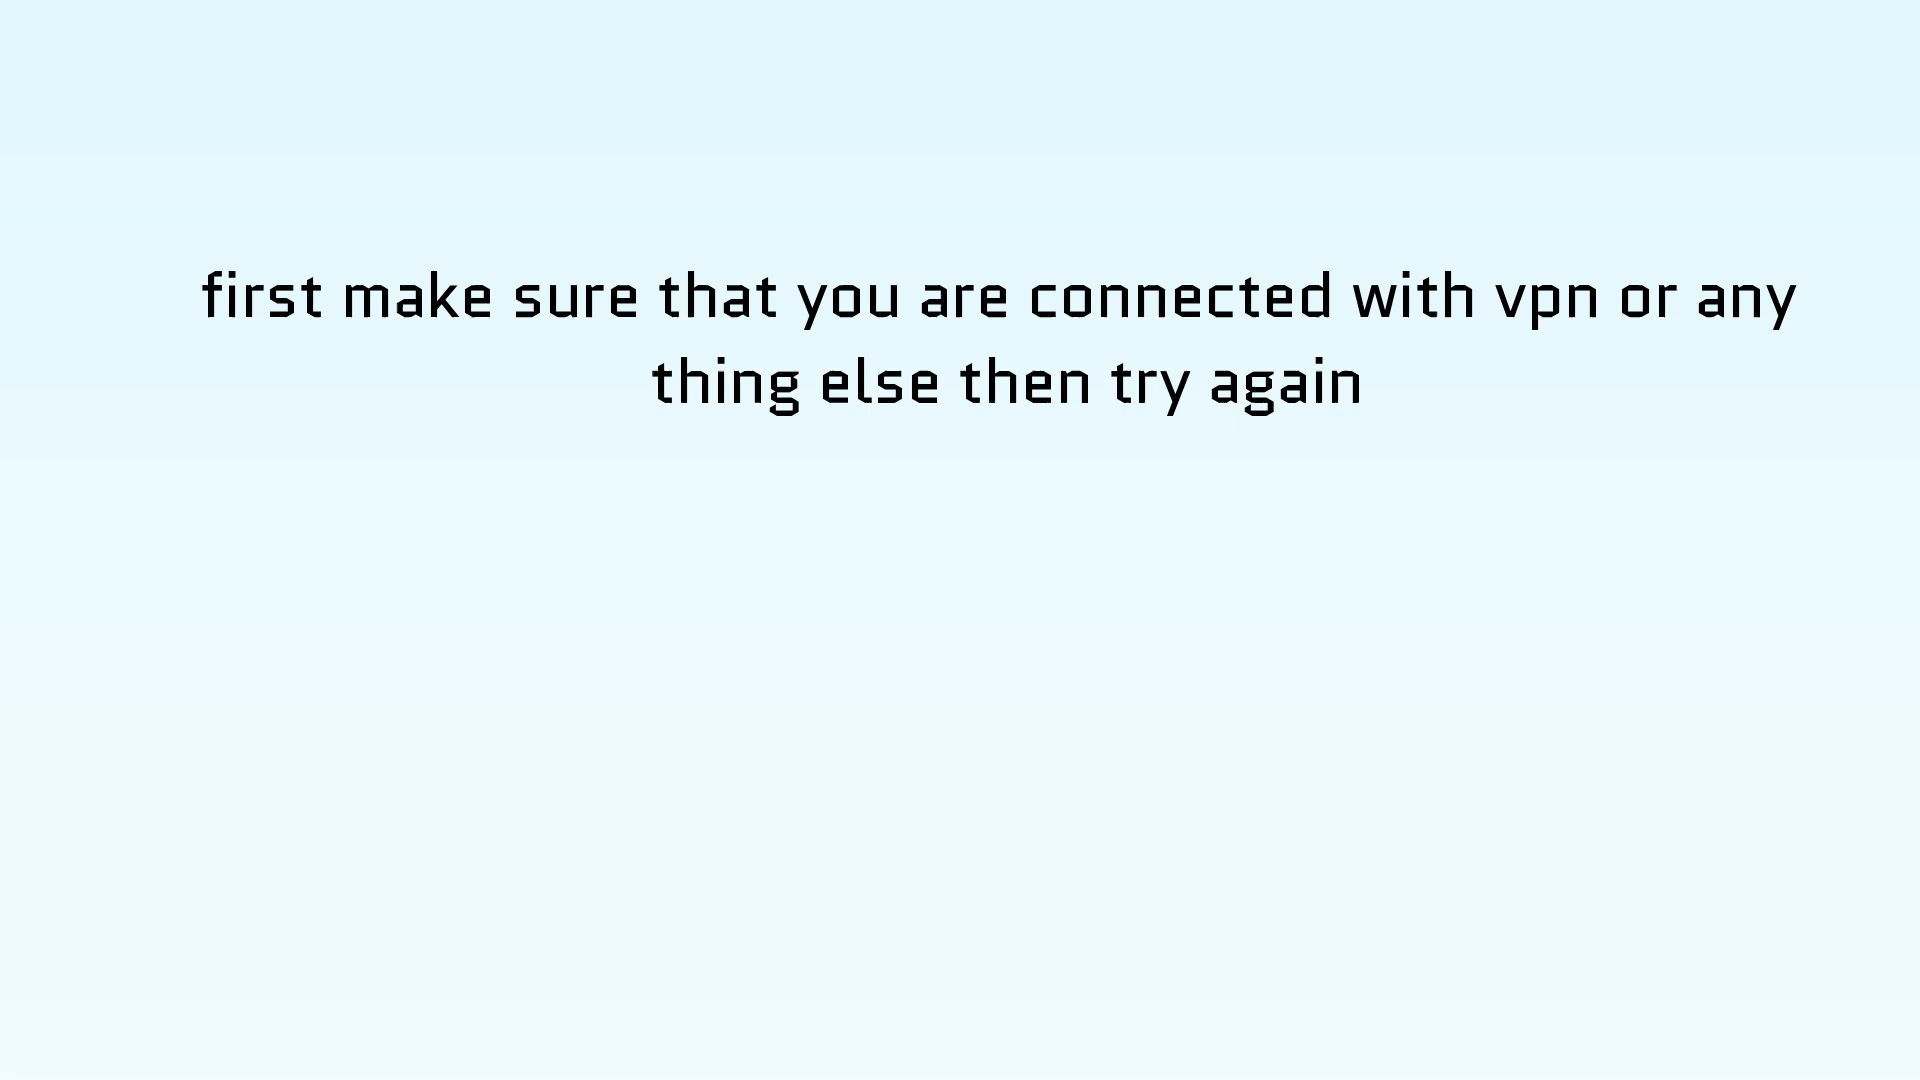 first make sure that you are connected with vpn or any
thing else then try again